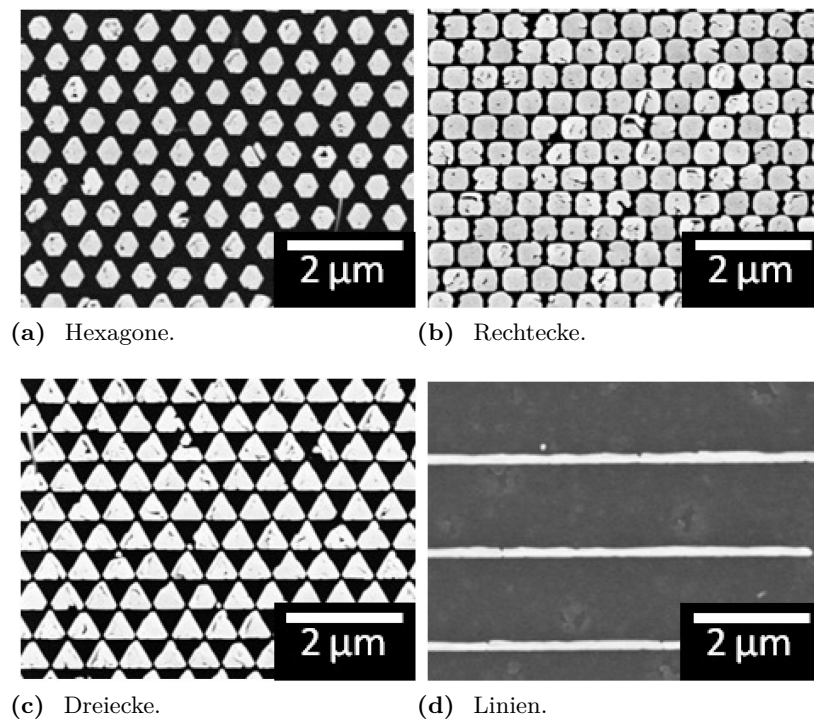 2 µm
2 µm
(a) Hexagone.
(b) Rechtecke.
2 µm
2 µm
(c) Dreiecke.
(d) Linien.